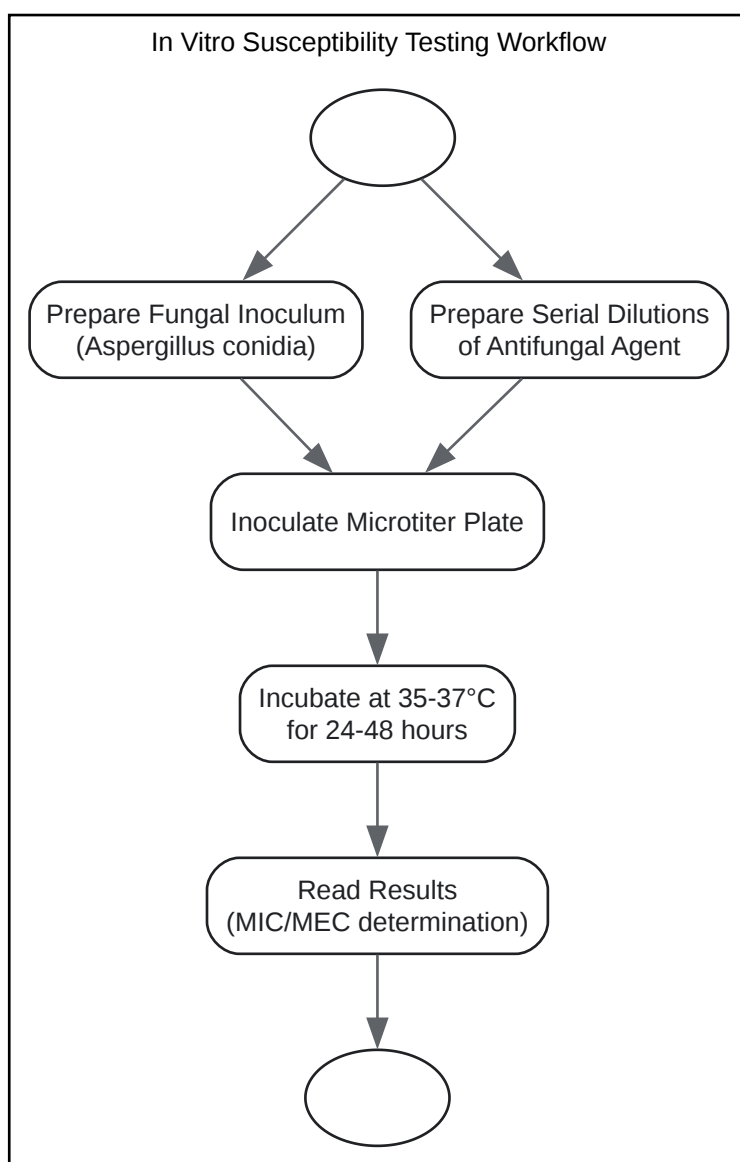 In Vitro Susceptibility Testing Workflow
Prepare Fungal Inoculum
(Aspergillus conidia)
Prepare Serial Dilutions
of Antifungal Agent
Inoculate Microtiter Plate
Incubate at 35-37°C
for 24-48 hours
Read Results
(MIC/MEC determination)